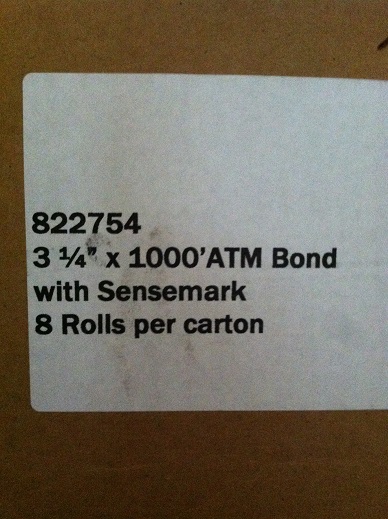 822754
3 ¼" x 1000'ATM Bond
with Sensemark
8 Rolls per carton